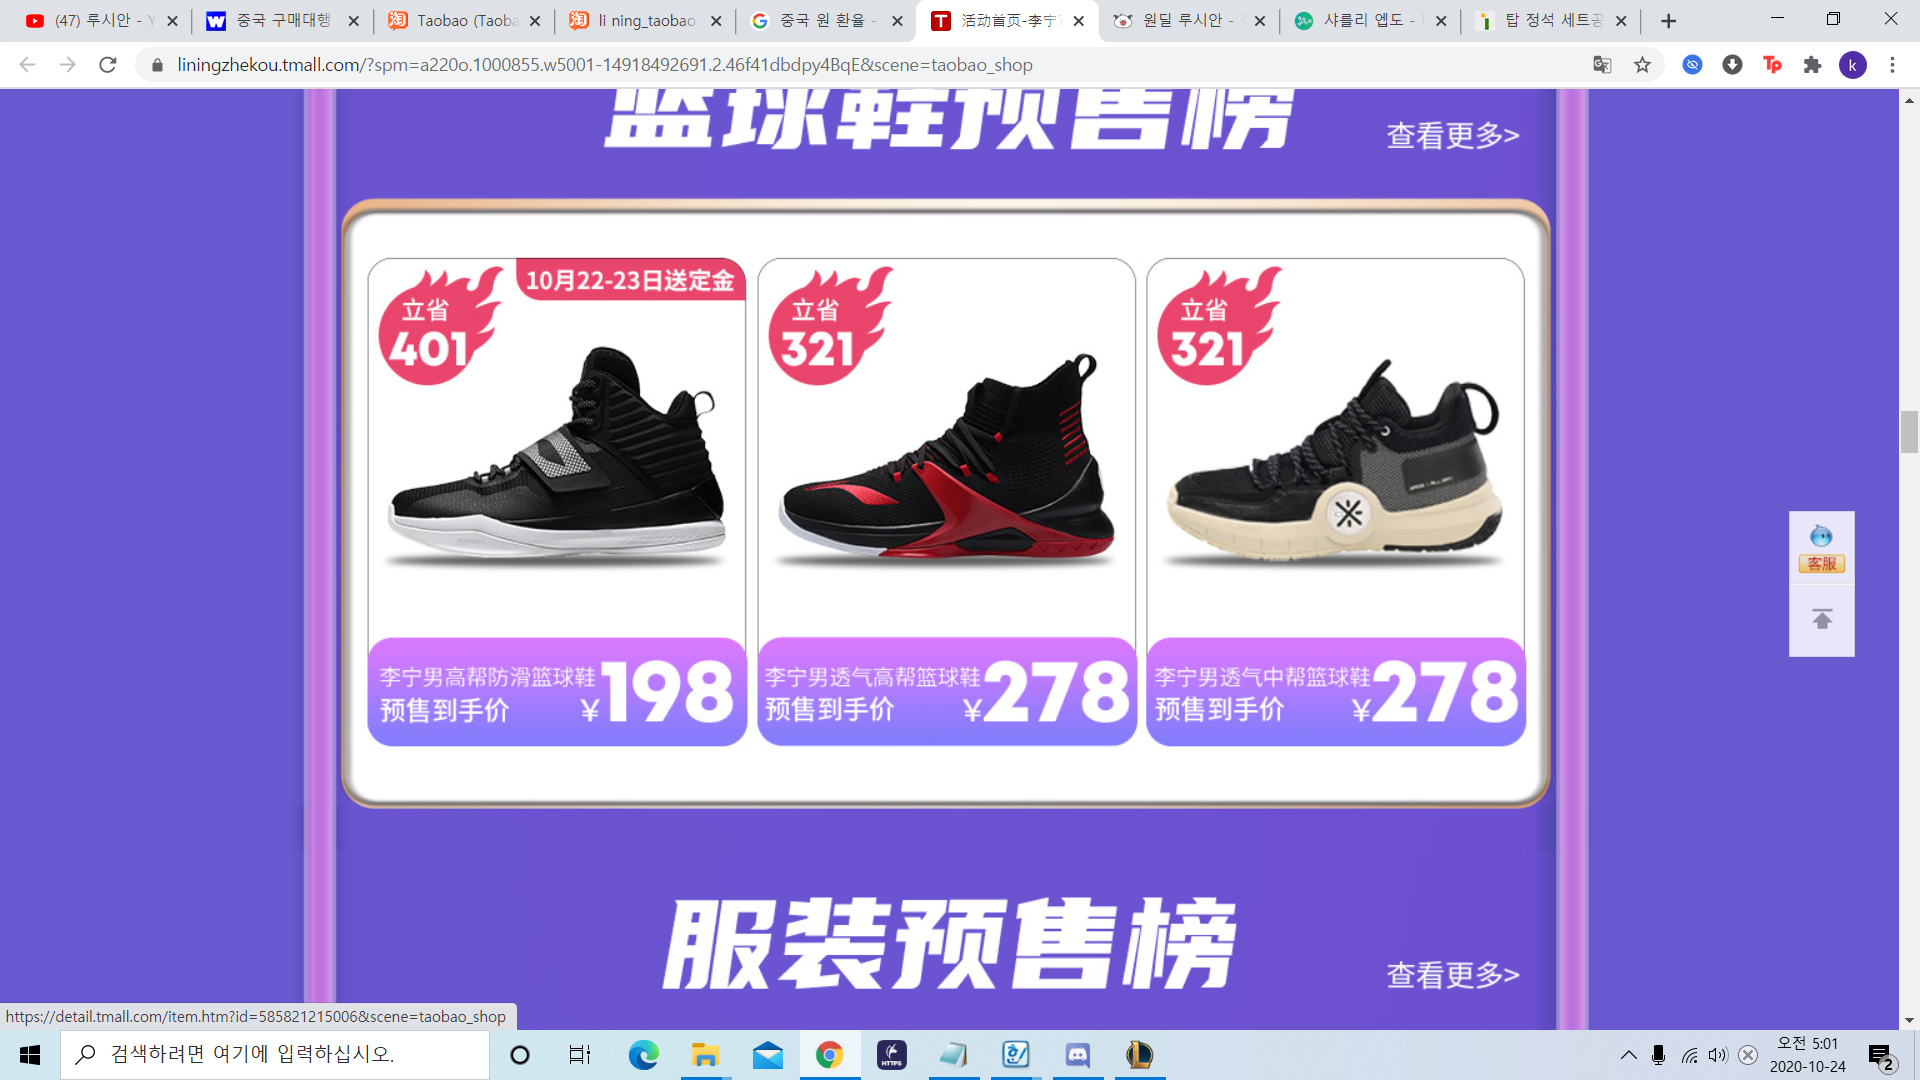 (47) 루시안 - Y
중국 구매대행
Taobao (Taoba
li ning_taobao
중국 원 환율 -
活动首页-李宁
원딜 루시안 -
샤를리 엡도 -
탑 정석 세트공
liningzhekou.tmall.com/?spm=a220o.1000855.w5001-14918492691.2.46f41dbdpy4BqE&scene=taobao_shop
Tp
k
篮球鞋预售榜
查看更多>
立省
401
10月22-23日送定金
立省
321
立省
321
李宁男高帮防滑篮球鞋
预售到手价
¥198
李宁男透气高帮篮球鞋
预售到手价
¥278
李宁男透气中帮篮球鞋
预售到手价
¥278
客服
服装预售榜
查看更多>
https://detail.tmall.com/item.htm?id=585821215006&scene=taobao_shop
검색하려면 여기에 입력하십시오.
HTTPS
오전 5:01
2020-10-24
2